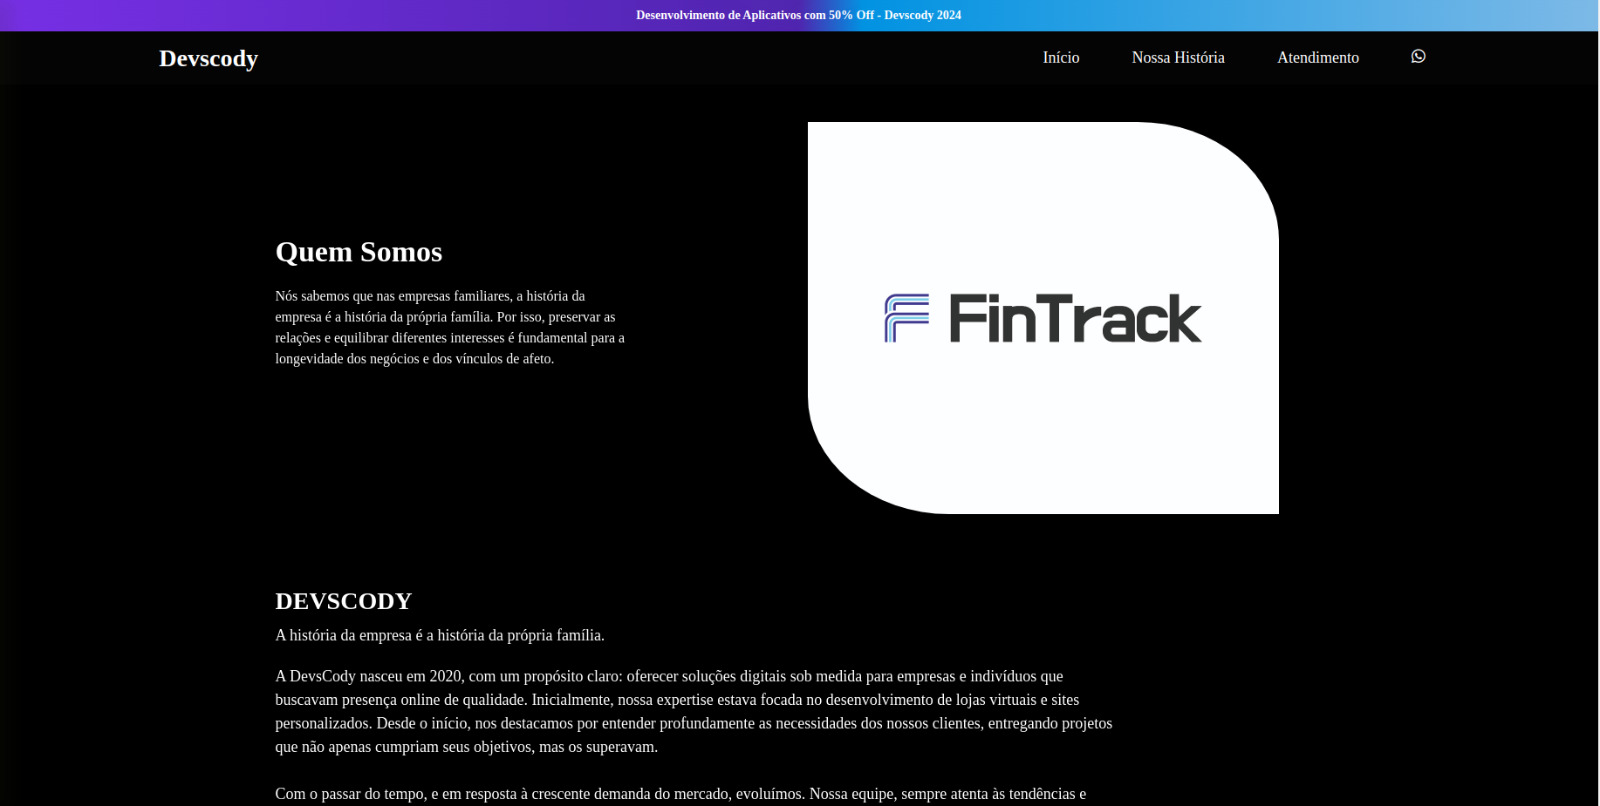 Desenvolvimento de Aplicativos com 50% Off - Devscody 2024
Devscody
Início
Nossa História
Atendimento
Quem Somos
Nós sabemos que nas empresas familiares, a história da
empresa é a história da própria família. Por isso, preservar as
relações e equilibrar diferentes interesses é fundamental para a
longevidade dos negócios e dos vínculos de afeto.
FinTrack
DEVSCODY
A história da empresa é a história da própria família.
A DevsCody nasceu em 2020, com um propósito claro: oferecer soluções digitais sob medida para empresas e indivíduos que
buscavam presença online de qualidade. Inicialmente, nossa expertise estava focada no desenvolvimento de lojas virtuais e sites
personalizados. Desde o início, nos destacamos por entender profundamente as necessidades dos nossos clientes, entregando projetos
que não apenas cumpriam seus objetivos, mas os superavam.
Com o passar do tempo, e em resposta à crescente demanda do mercado, evoluímos. Nossa equipe, sempre atenta às tendências e